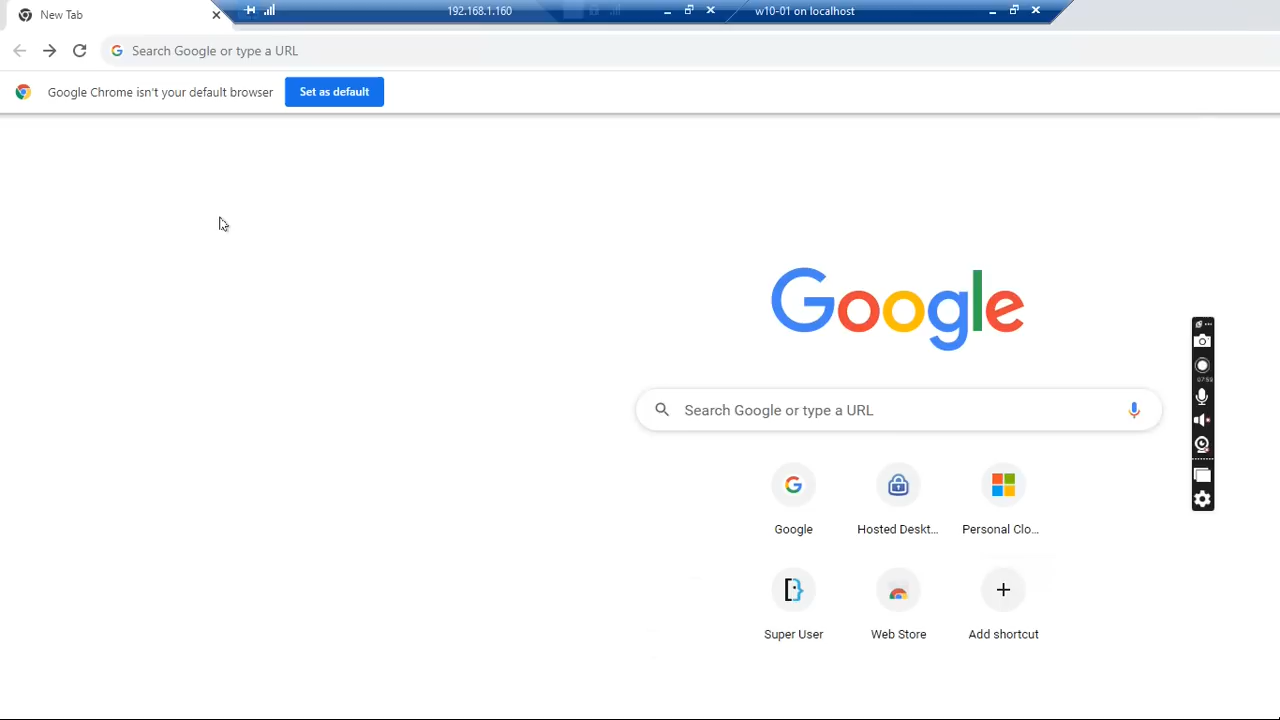 New Tab
192.168.1.160
w10-01 on localhost
Search Google or type a URL
Google Chrome isn't your default browser
Set as default
Google
Search Google or type a URL
Google
Hosted Deskt...
Personal Clo...
Super User
Web Store
Add shortcut
07:59